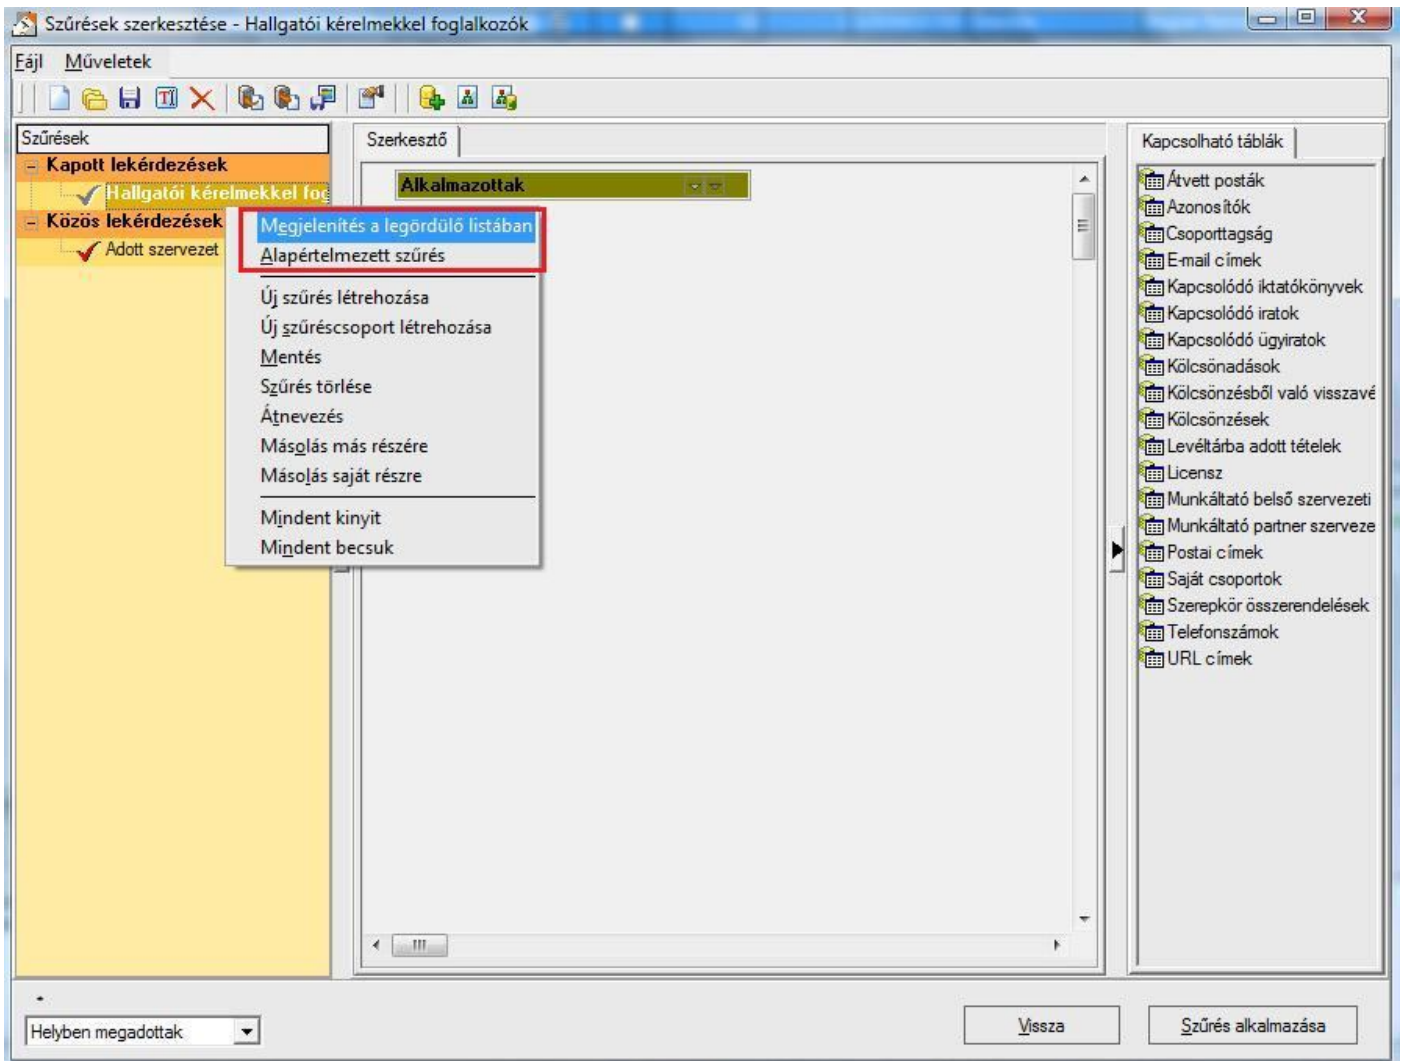 Szűrések szerkesztése - Hallgatói kérelmekkel foglalkozók
Fájl Műveletek
Szűrések
Kapott lekérdezések
Hallgatói kérelmekkel fog
Közös lekérdezések
Adott szervezet
Megjelenítés a legördülő listában
Alapértelmezett szűrés
Új szűrés létrehozása
Új szűréscsoport létrehozása
Mentés
Szűrés törlése
Átnevezés
Másolás más részére
Másolás saját részre
Mindent kinyit
Mindent becsuk
Szerkesztő
Alkalmazottak
Kapcsolható táblák
Átvett posták
Azonosítók
Csoporttagság
E-mail címek
Kapcsolódó iktatókönyvek
Kapcsolódó iratok
Kapcsolódó ügyiratok
Kölcsönadások
Kölcsönzésből való visszavé
Kölcsönzések
Levéltárba adott tételek
Licensz
Munkáltató belső szervezeti
Munkáltató partner szerveze
Postai címek
Saját csoportok
Szerepkör összerendelések
Telefonszámok
URL címek
Helyben megadottak
Vissza
Szűrés alkalmazása